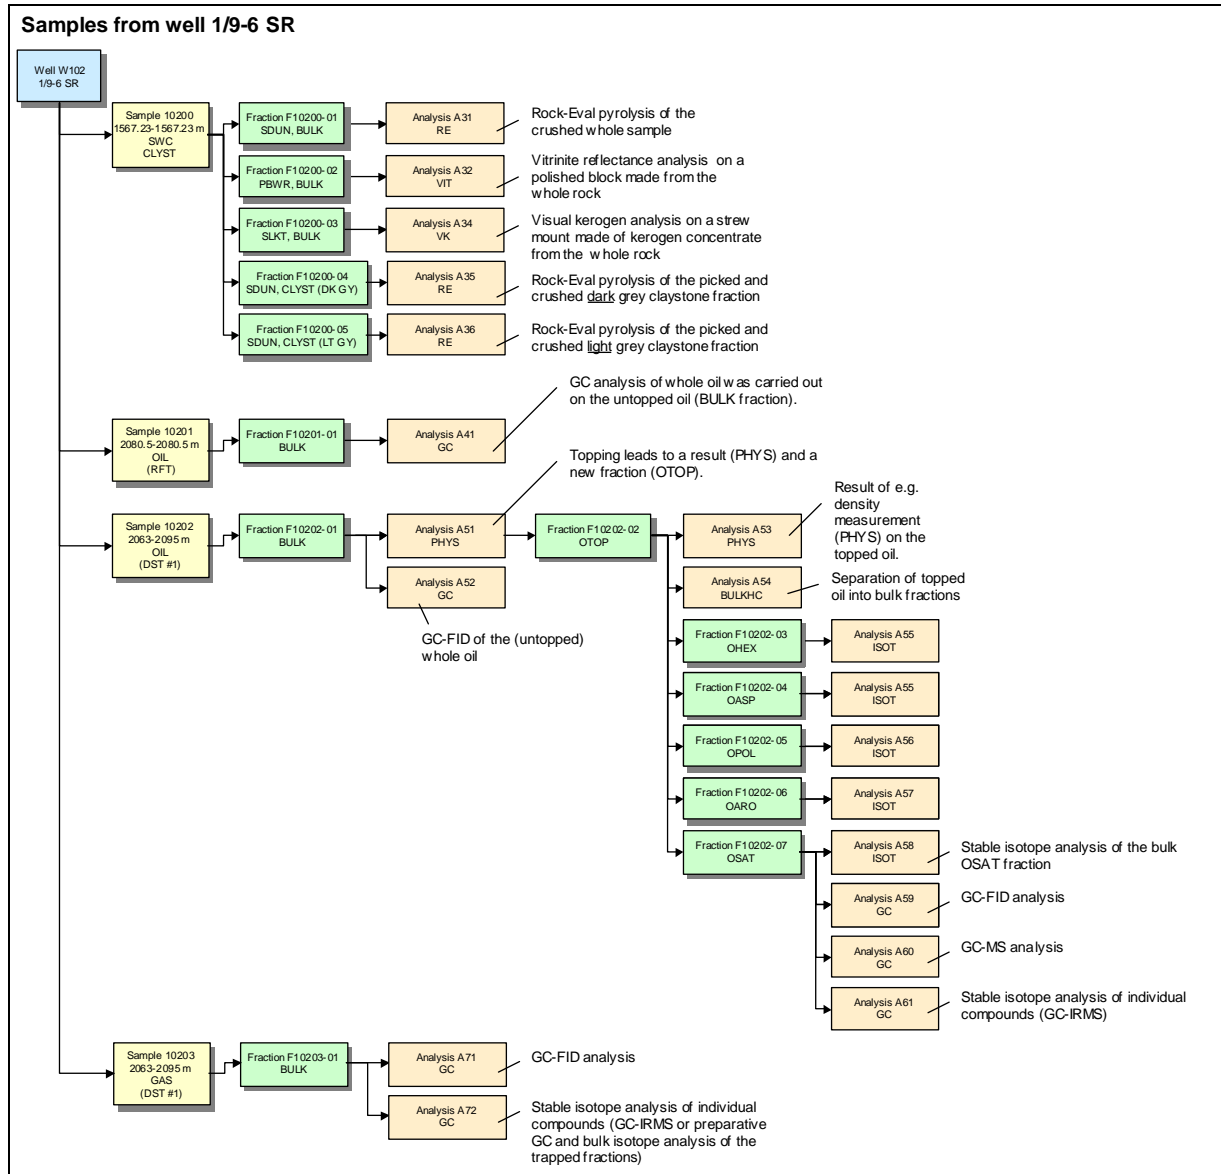 Samples from well 1/9-6 SR
Well W102
1/9-6 SR
Sample 10200
1567.23-1567.23 m
SWC
CLYST
Fraction F10200-01
SDUN, BULK
Analysis A31
RE
Rock-Eval pyrolysis of the
crushed whole sample
Fraction F10200-02
PBWR, BULK
Analysis A32
VIT
Vitrinite reflectance analysis on a
polished block made from the
whole rock
Fraction F10200-03
SLKT, BULK
Analysis A34
VK
Visual kerogen analysis on a strew
mount made of kerogen concentrate
from the whole rock
Fraction F10200-04
SDUN, CLYST (DK GY)
Analysis A35
RE
Rock-Eval pyrolysis of the picked and
crushed dark grey claystone fraction
Fraction F10200-05
SDUN, CLYST (LT GY)
Analysis A36
RE
Rock-Eval pyrolysis of the picked and
crushed light grey claystone fraction
Sample 10201
2080.5-2080.5 m
OIL
(RFT)
Fraction F10201-01
BULK
Analysis A41
GC
GC analysis of whole oil was carried out
on the untopped oil (BULK fraction).
Topping leads to a result (PHYS) and a
new fraction (OTOP).
Sample 10202
2063-2095 m
OIL
(DST #1)
Fraction F10202-01
BULK
Analysis A51
PHYS
Fraction F10202-02
OTOP
Analysis A53
PHYS
Result of e.g.
density
measurement
(PHYS) on the
topped oil.
Analysis A52
GC
GC-FID of the (untopped)
whole oil
Analysis A54
BULKHC
Separation of topped
oil into bulk fractions
Fraction F10202-03
OHEX
Analysis A55
ISOT
Fraction F10202-04
OASP
Analysis A55
ISOT
Fraction F10202-05
OPOL
Analysis A56
ISOT
Fraction F10202-06
OARO
Analysis A57
ISOT
Fraction F10202-07
OSAT
Analysis A58
ISOT
Stable isotope analysis of the bulk
OSAT fraction
Analysis A59
GC
GC-FID analysis
Analysis A60
GC
GC-MS analysis
Analysis A61
GC
Stable isotope analysis of individual
compounds (GC-IRMS)
Sample 10203
2063-2095 m
GAS
(DST #1)
Fraction F10203-01
BULK
Analysis A71
GC
GC-FID analysis
Analysis A72
GC
Stable isotope analysis of individual
compounds (GC-IRMS or preparative
GC and bulk isotope analysis of the
trapped fractions)